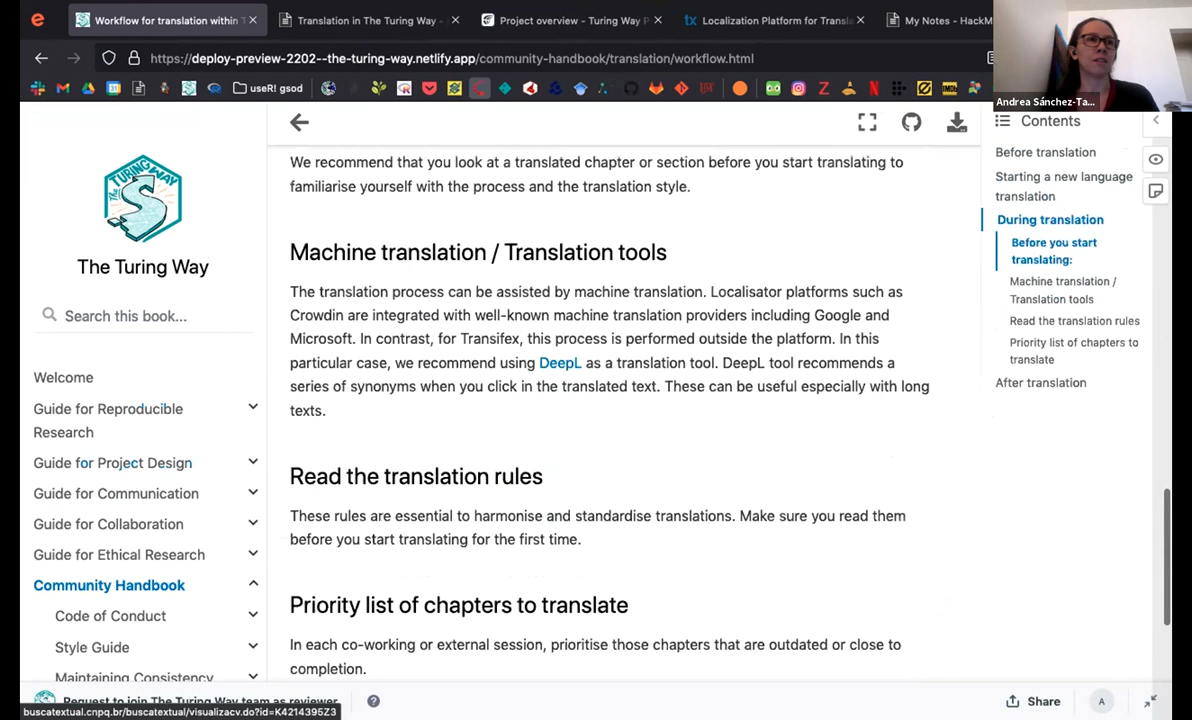 Workflow for translation within T
Translation in The Turing Way -
Project overview - Turing Way P
Localization Platform for Transla
My Notes - HackM
https://deploy-preview-2202--the-turing-way.netlify.app/community-handbook/translation/workflow.html
useR! gsod
Andrea Sánchez-Ta...
THE TURING WAY
The Turing Way
Search this book...
Welcome
Guide for Reproducible
Research
Guide for Project Design
Guide for Communication
Guide for Collaboration
Guide for Ethical Research
Community Handbook
Code of Conduct
Style Guide
Maintaining Consistency
We recommend that you look at a translated chapter or section before you start translating to
familiarise yourself with the process and the translation style.
Machine translation / Translation tools
The translation process can be assisted by machine translation. Localisator platforms such as
Crowdin are integrated with well-known machine translation providers including Google and
Microsoft. In contrast, for Transifex, this process is performed outside the platform. In this
particular case, we recommend using DeepL as a translation tool. DeepL tool recommends a
series of synonyms when you click in the translated text. These can be useful especially with long
texts.
Read the translation rules
These rules are essential to harmonise and standardise translations. Make sure you read them
before you start translating for the first time.
Priority list of chapters to translate
In each co-working or external session, prioritise those chapters that are outdated or close to
completion.
Contents
Before translation
Starting a new language
translation
During translation
Before you start
translating:
Machine translation /
Translation tools
Read the translation rules
Priority list of chapters to
translate
After translation
Request to join The Turing Way team as reviewer
buscatextual.cnpq.br/buscatextual/visualizacv.do?id=K4214395Z3
Share
A